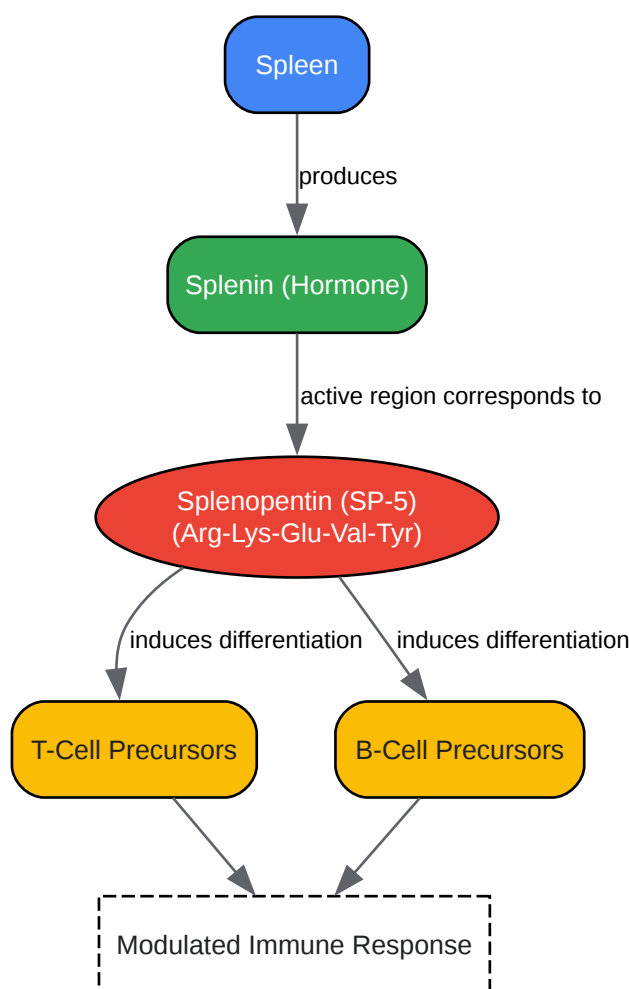 Spleen
produces
Splenin (Hormone)
active region corresponds to
Splenopentin (SP-5)
(Arg-Lys-Glu-Val-Tyr)
induces differentiation
induces differentiation
T-Cell Precursors
B-Cell Precursors
Modulated Immune Response